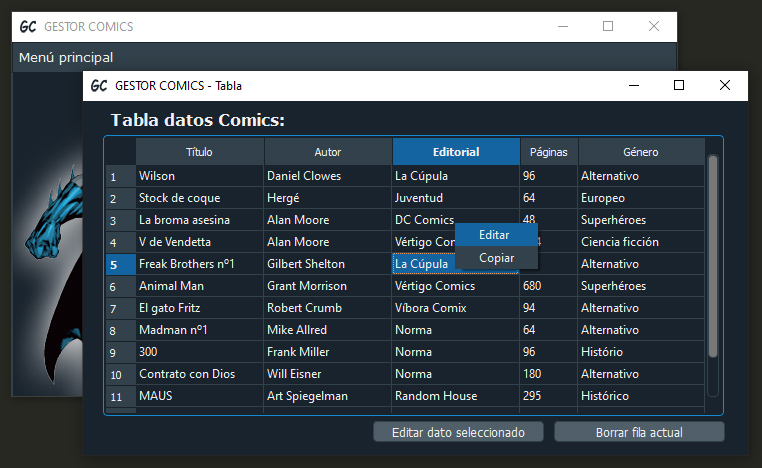 GC GESTOR COMICS
Menú principal
GC GESTOR COMICS - Tabla
Tabla datos Comics:
Título Autor Editorial Páginas Género
1 Wilson Daniel Clowes La Cúpula 96 Alternativo
2 Stock de coque Hergé Juventud 64 Europeo
3 La broma asesina Alan Moore DC Comics 48 Superhéroes
Editar
4 V de Vendetta Alan Moore Vértigo Ciencia ficción
Copiar
5 Freak Brothers nº1 Gilbert Shelton La Cúpula Alternativo
6 Animal Man Grant Morrison Vértigo Comics 680 Superhéroes
7 El gato Fritz Robert Crumb Víbora Comix 94 Alternativo
8 Madman nº1 Mike Allred Norma 64 Alternativo
9 300 Frank Miller Norma 96 Histório
10 Contrato con Dios Will Eisner Norma 180 Alternativo
11 MAUS Art Spiegelman Random House 295 Histórico
Editar dato seleccionado Borrar fila actual